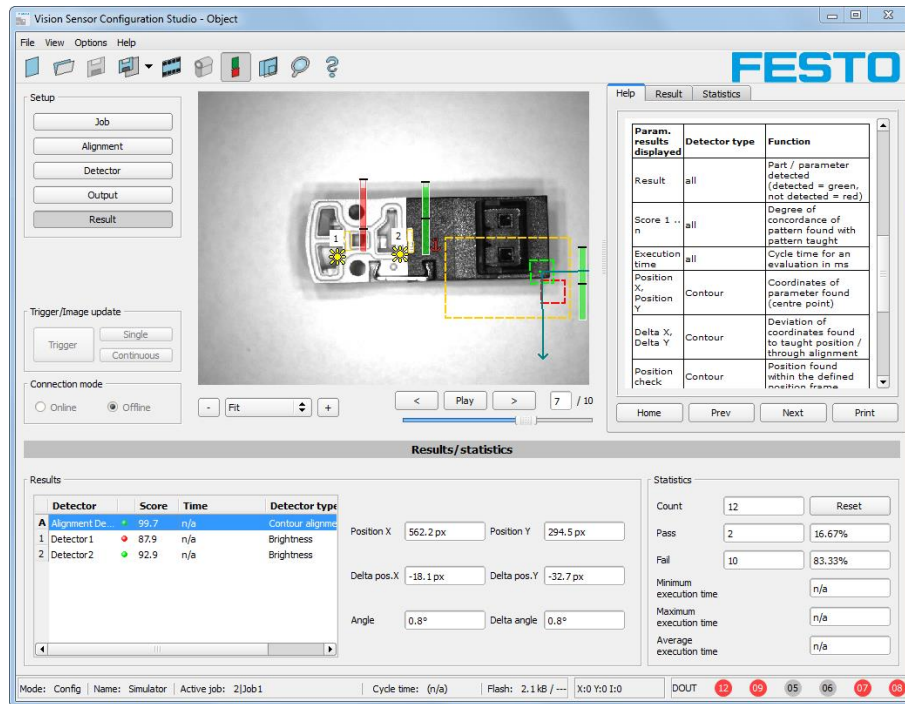 Vision Sensor Configuration Studio - Object
File View Options Help
FESTO
Setup
Job
Alignment
Detector
Output
Result
Trigger/Image update
Trigger
Single
Continuous
Connection mode
Online Offline
1
2
- Fit +
< Play > 7 / 10
Help Result Statistics
Param. results displayed Detector type Function
Result all Part / parameter detected (detected = green, not detected = red)
Score 1 .. n all Degree of concordance of pattern found with pattern taught
Execution time all Cycle time for an evaluation in ms
Position X, Position Y Contour Coordinates of parameter found (centre point)
Delta X, Delta Y Contour Deviation of coordinates found to taught position / through alignment
Position check Contour Position found within the defined position frame
Home Prev Next Print
Results/statistics
Results
Detector Score Time Detector type
A Alignment De... 99.7 n/a Contour alignme
1 Detector1 87.9 n/a Brightness
2 Detector2 92.9 n/a Brightness
Position X 562.2 px Position Y 294.5 px
Delta pos.X -18.1 px Delta pos.Y -32.7 px
Angle 0.8° Delta angle 0.8°
Statistics
Count 12 Reset
Pass 2 16.67%
Fail 10 83.33%
Minimum execution time n/a
Maximum execution time n/a
Average execution time n/a
Mode: Config Name: Simulator Active job: 2|Job1 Cycle time: (n/a) Flash: 2.1 kB / --- X:0 Y:0 I:0 DOUT 12 09 05 06 07 08